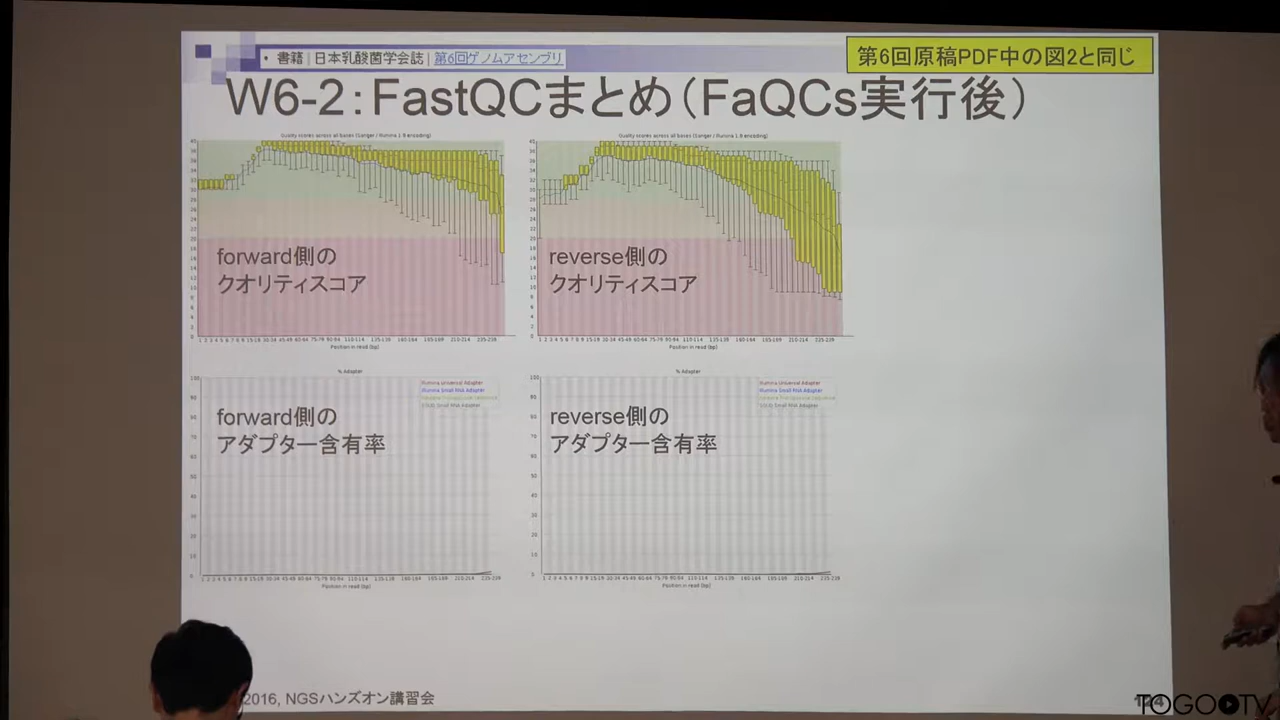 • 書籍 | 日本乳酸菌学会誌 | 第6回ゲノムアセンブリ
第6回原稿PDF中の図2と同じ
W6-2：FastQCまとめ（FaQCs実行後）
Quality scores across all bases (Sanger / Illumina 1.9 encoding)
Quality scores across all bases (Sanger / Illumina 1.9 encoding)
forward側の
クオリティスコア
reverse側の
クオリティスコア
Position in read (bp)
Position in read (bp)
% Adapter
% Adapter
Illumina Universal Adapter
Illumina Small RNA Adapter
SOLID Small RNA Adapter
Illumina Universal Adapter
Illumina Small RNA Adapter
SOLID Small RNA Adapter
forward側の
アダプター含有率
reverse側の
アダプター含有率
Position in read (bp)
Position in read (bp)
2016, NGSハンズオン講習会
TOGOTV